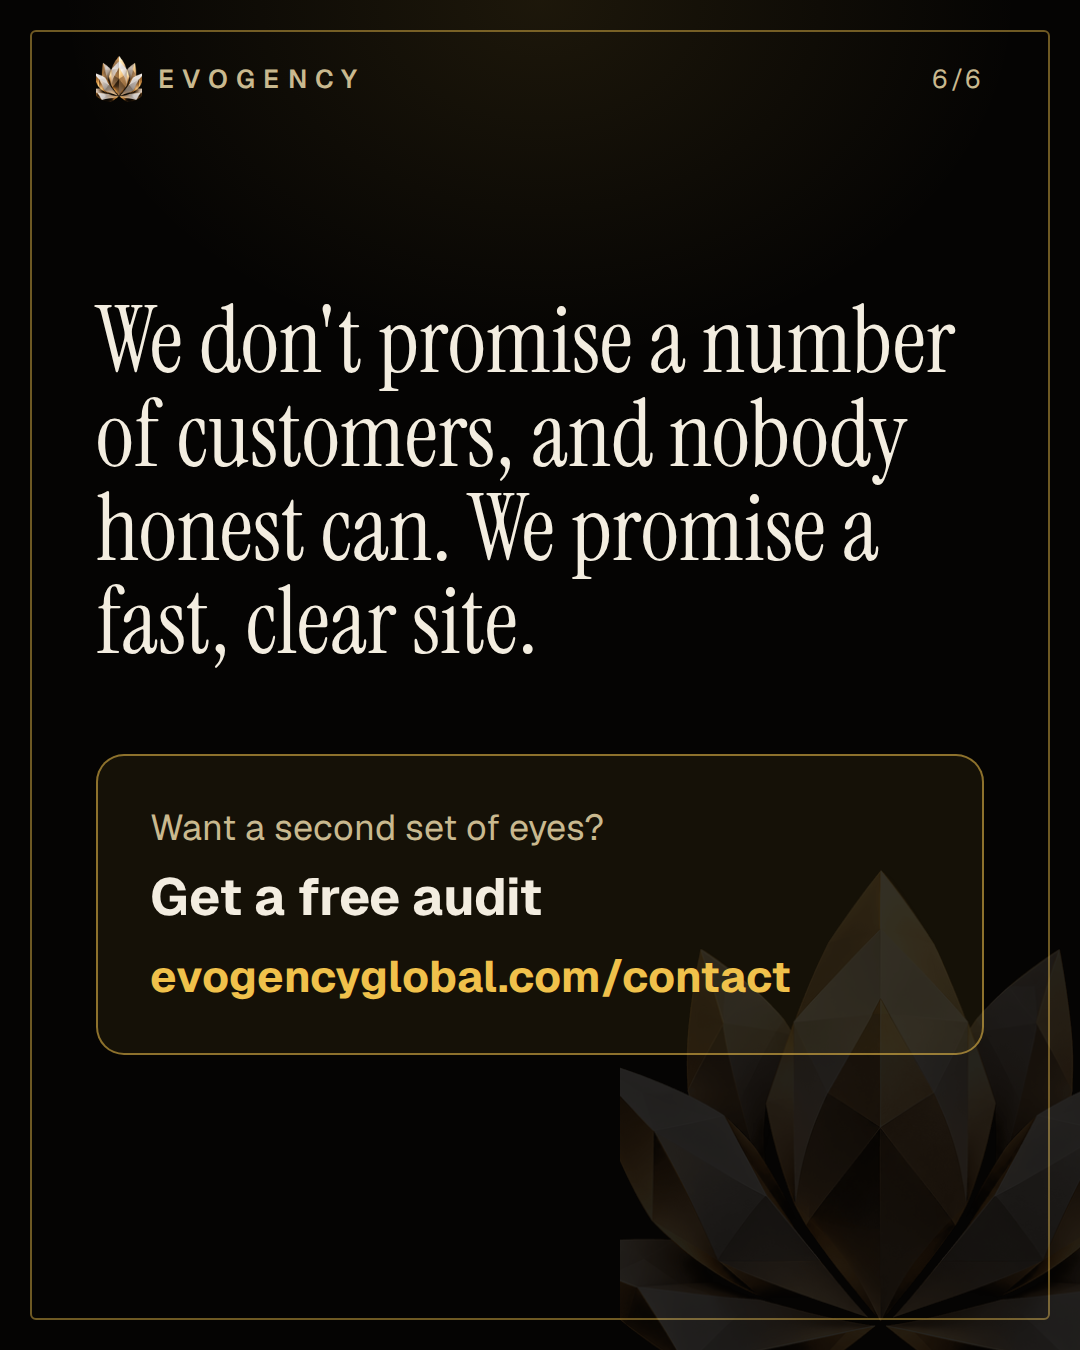 EVOGENCY
6/6
We don't promise a number
of customers, and nobody
honest can. We promise a
fast, clear site.
Want a second set of eyes?
Get a free audit
evogencyglobal.com/contact